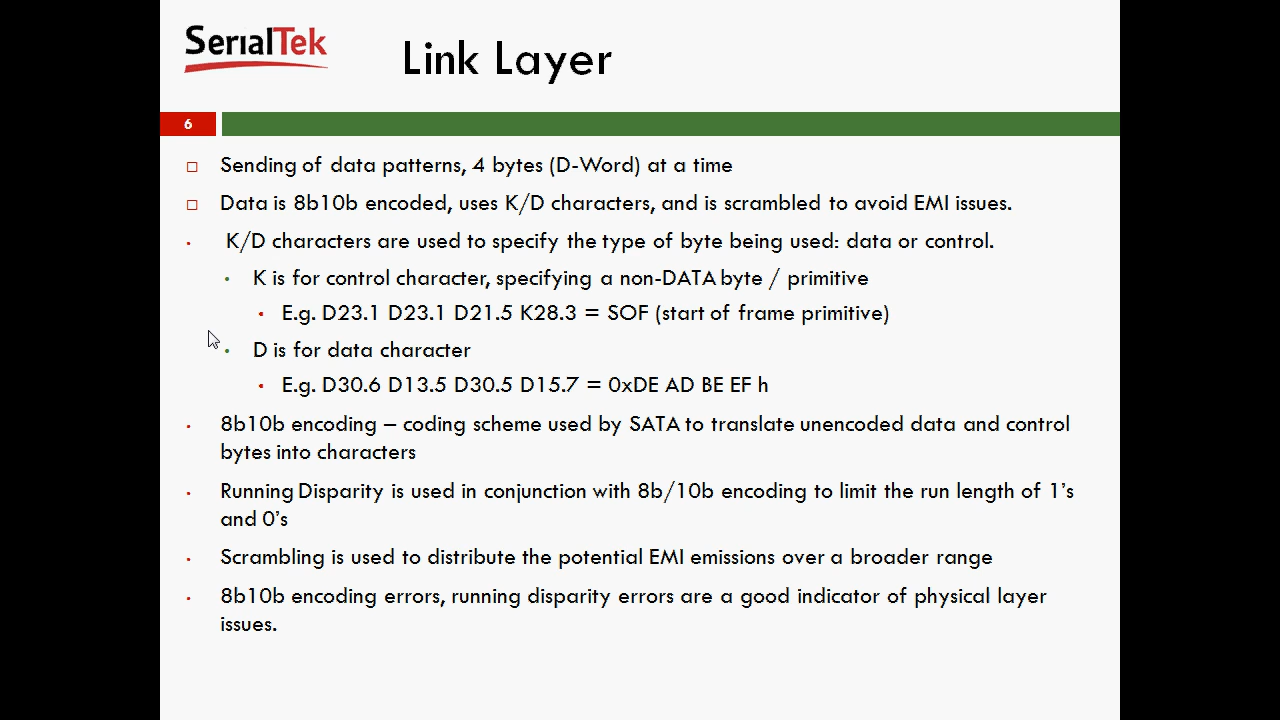 SerialTek
Link Layer
6
Sending of data patterns, 4 bytes (D-Word) at a time
Data is 8b10b encoded, uses K/D characters, and is scrambled to avoid EMI issues.
K/D characters are used to specify the type of byte being used: data or control.
K is for control character, specifying a non-DATA byte / primitive
E.g. D23.1 D23.1 D21.5 K28.3 = SOF (start of frame primitive)
D is for data character
E.g. D30.6 D13.5 D30.5 D15.7 = 0xDE AD BE EF h
8b10b encoding – coding scheme used by SATA to translate unencoded data and control
bytes into characters
Running Disparity is used in conjunction with 8b/10b encoding to limit the run length of 1's
and 0's
Scrambling is used to distribute the potential EMI emissions over a broader range
8b10b encoding errors, running disparity errors are a good indicator of physical layer
issues.